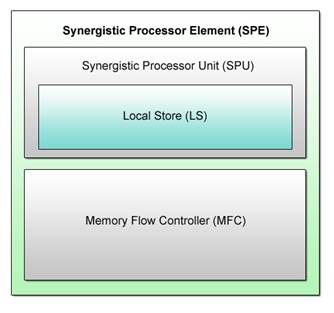 Synergistic Processor Element (SPE)
Synergistic Processor Unit (SPU)
Local Store (LS)
Memory Flow Controller (MFC)